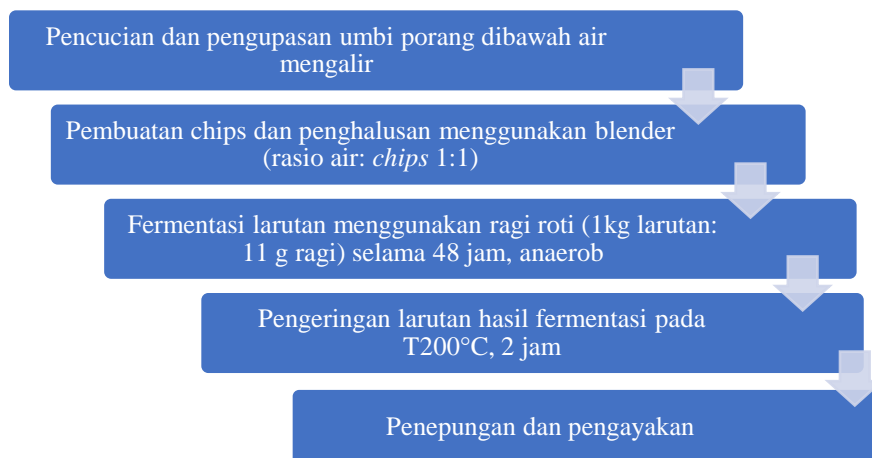 Pencucian dan pengupasan umbi porang dibawah air
mengalir
Pembuatan chips dan penghalusan menggunakan blender
(rasio air: chips 1:1)
Fermentasi larutan menggunakan ragi roti (1kg larutan:
11 g ragi) selama 48 jam, anaerob
Pengeringan larutan hasil fermentasi pada
T200°C, 2 jam
Penepungan dan pengayakan